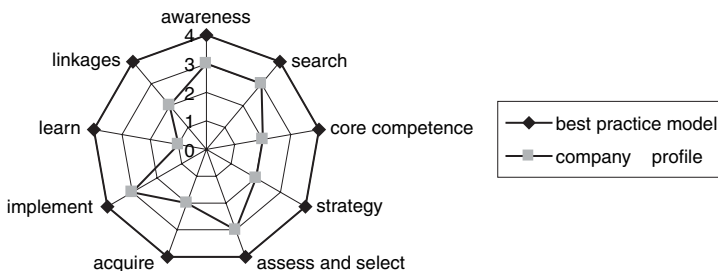 awareness
4
linkages
3
search
2
1
learn
core competence
0
implement
strategy
acquire
assess and select
best practice model
company profile